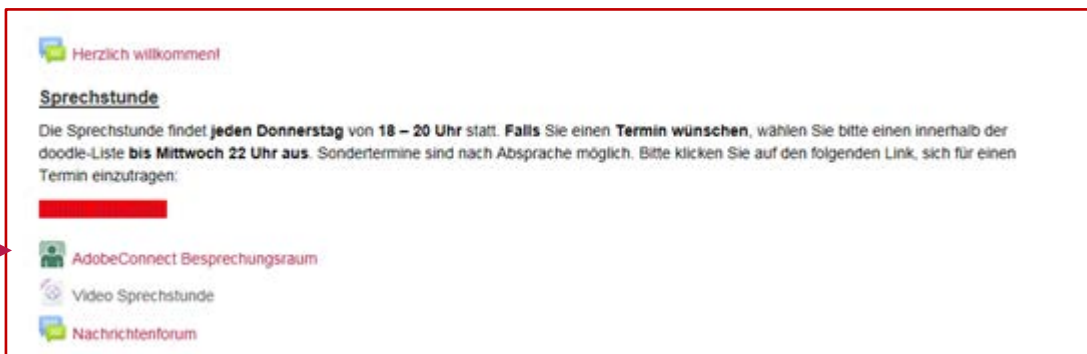 Herzlich willkommen!
Sprechstunde
Die Sprechstunde findet jeden Donnerstag von 18 – 20 Uhr statt. Falls Sie einen Termin wünschen, wählen Sie bitte einen innerhalb der
doodle-Liste bis Mittwoch 22 Uhr aus. Sondertermine sind nach Absprache möglich. Bitte klicken Sie auf den folgenden Link, sich für einen
Termin einzutragen:
AdobeConnect Besprechungsraum
Video Sprechstunde
Nachrichtenforum